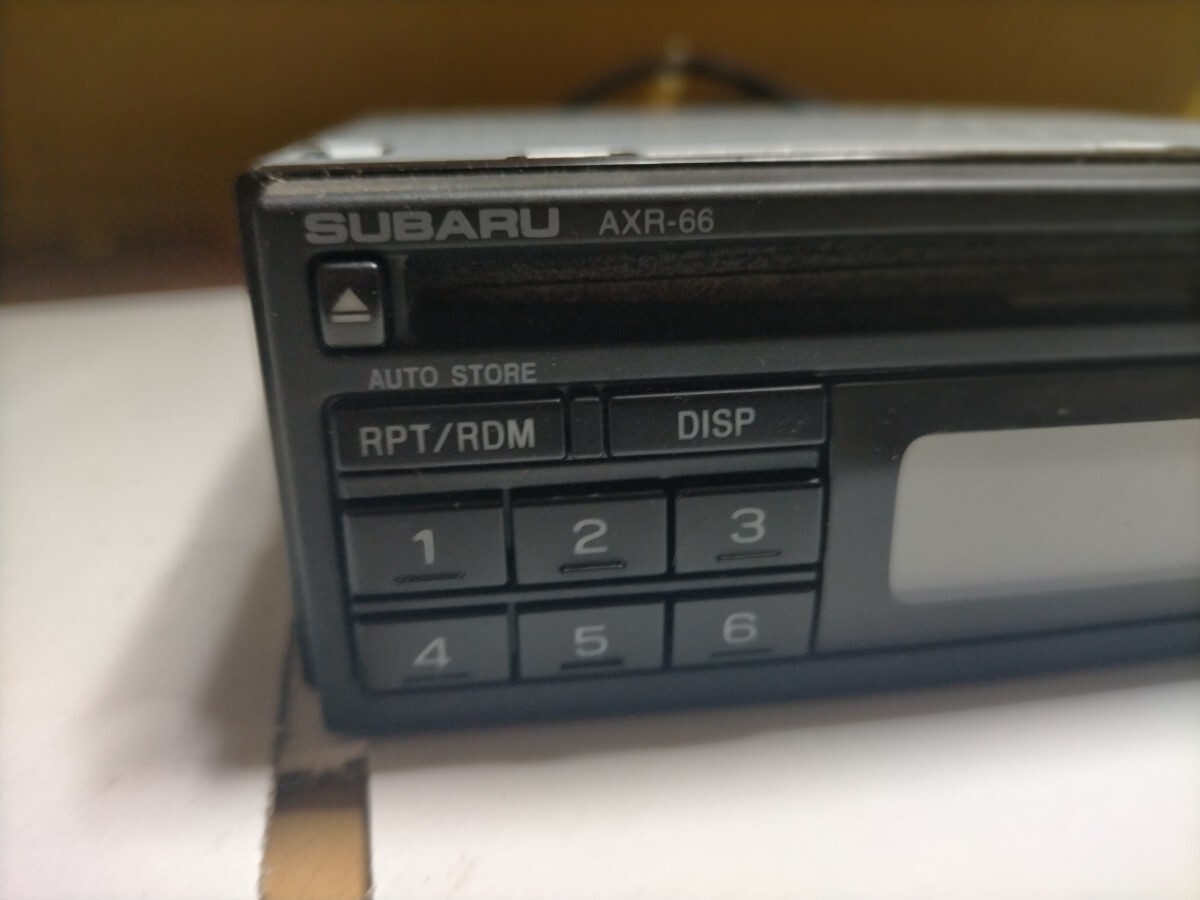 SUBARU AXR-66
AUTO STORE
RPT/RDM DISP
1 2 3
4 5 6